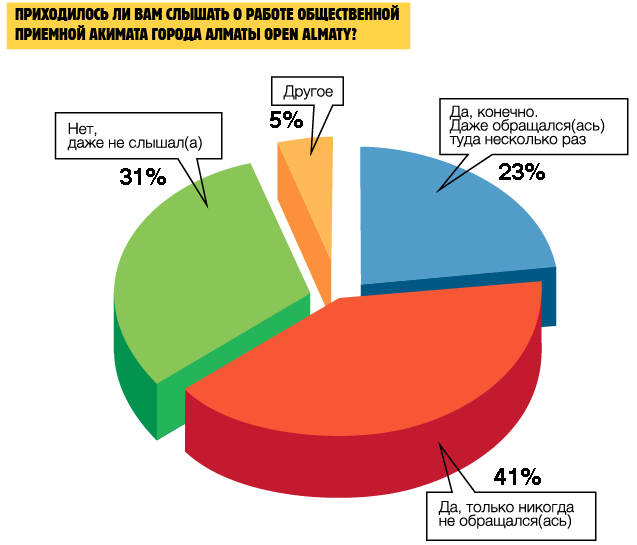 ПРИХОДИЛОСЬ ЛИ ВАМ СЛЫШАТЬ О РАБОТЕ ОБЩЕСТВЕННОЙ
ПРИЕМНОЙ АКИМАТА ГОРОДА АЛМАТЫ OPEN ALMATY?
Другое
5%
Да, конечно.
Даже обращался(ась)
туда несколько раз
23%
Нет,
даже не слышал(а)
31%
41%
Да, только никогда
не обращался(ась)